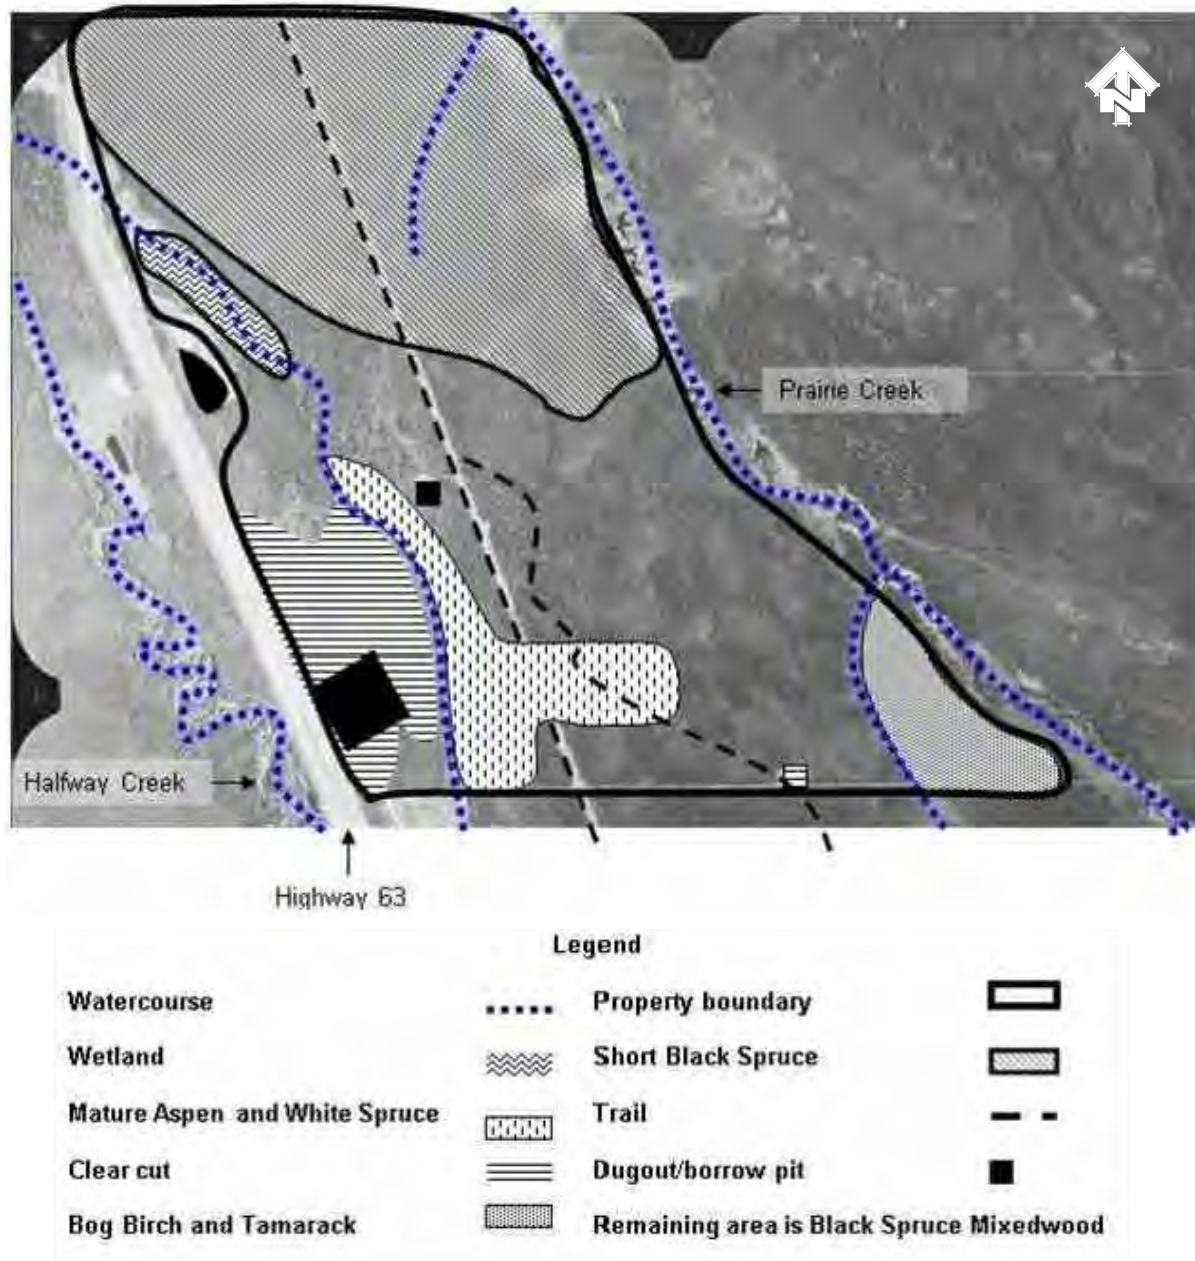 N
Prairie Creek
Halfway Creek
Highway 63
Legend
Watercourse
Property boundary
Wetland
Short Black Spruce
Mature Aspen and White Spruce
Trail
Clear cut
Dugout/borrow pit
Bog Birch and Tamarack
Remaining area is Black Spruce Mixedwood